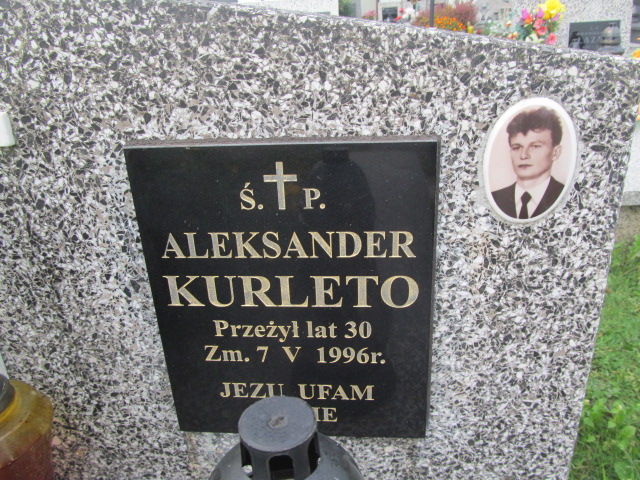 Ś. P.
ALEKSANDER
KURLETO
Przeżył lat 30
Zm. 7 V 1996r.
JEZU UFAM